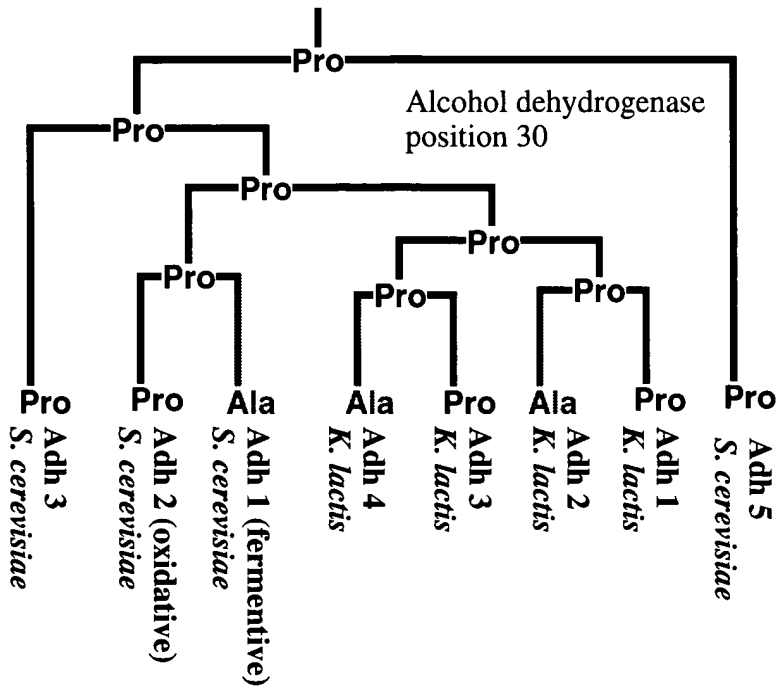 Pro
Alcohol dehydrogenase
position 30
Pro
Pro
Pro
Pro
Pro
Pro
Pro
Pro
Ala
Ala
Pro
Ala
Pro
Pro
Adh 3
S. cerevisiae
Adh 2 (oxidative)
S. cerevisiae
Adh 1 (fermentive)
S. cerevisiae
Adh 4
K. lactis
Adh 3
K. lactis
Adh 2
K. lactis
Adh 1
K. lactis
Adh 5
S. cerevisiae